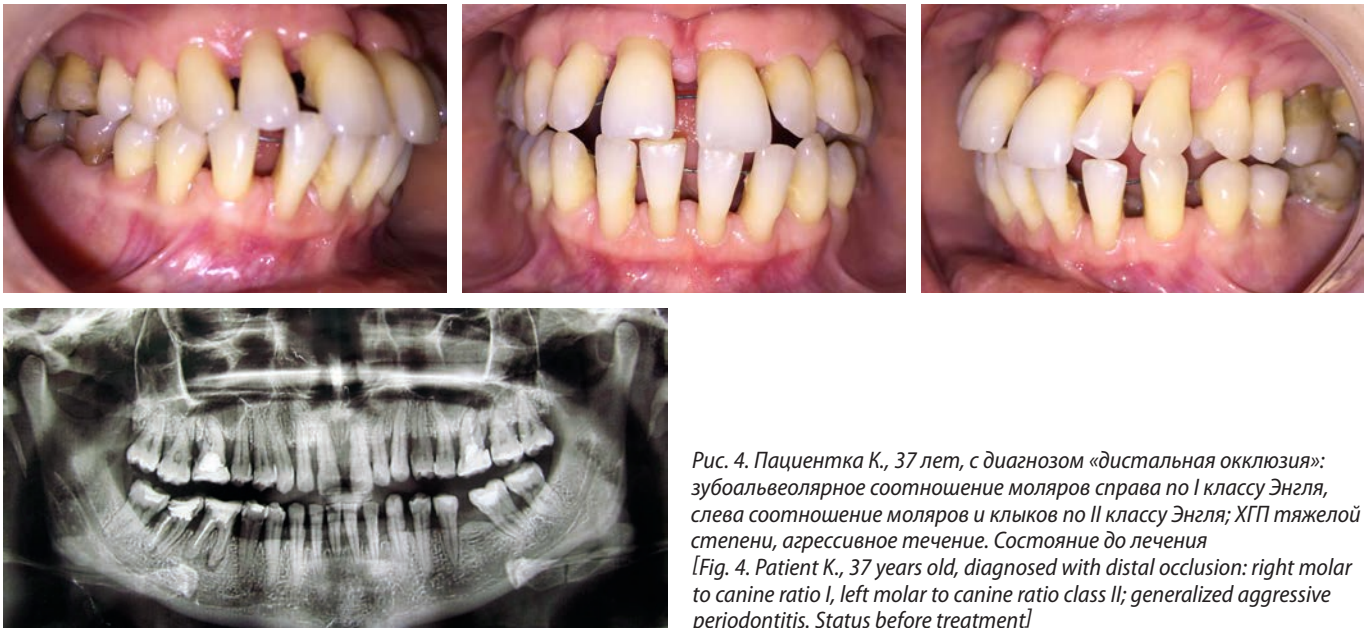 Рис. 4. Пациентка К., 37 лет, с диагнозом «дистальная окклюзия»:
зубоальвеолярное соотношение моляров справа по I классу Энгля,
слева соотношение моляров и клыков по II классу Энгля; ХГП тяжелой
степени, агрессивное течение. Состояние до лечения
[Fig. 4. Patient K., 37 years old, diagnosed with distal occlusion: right molar
to canine ratio I, left molar to canine ratio class II; generalized aggressive
periodontitis. Status before treatment]